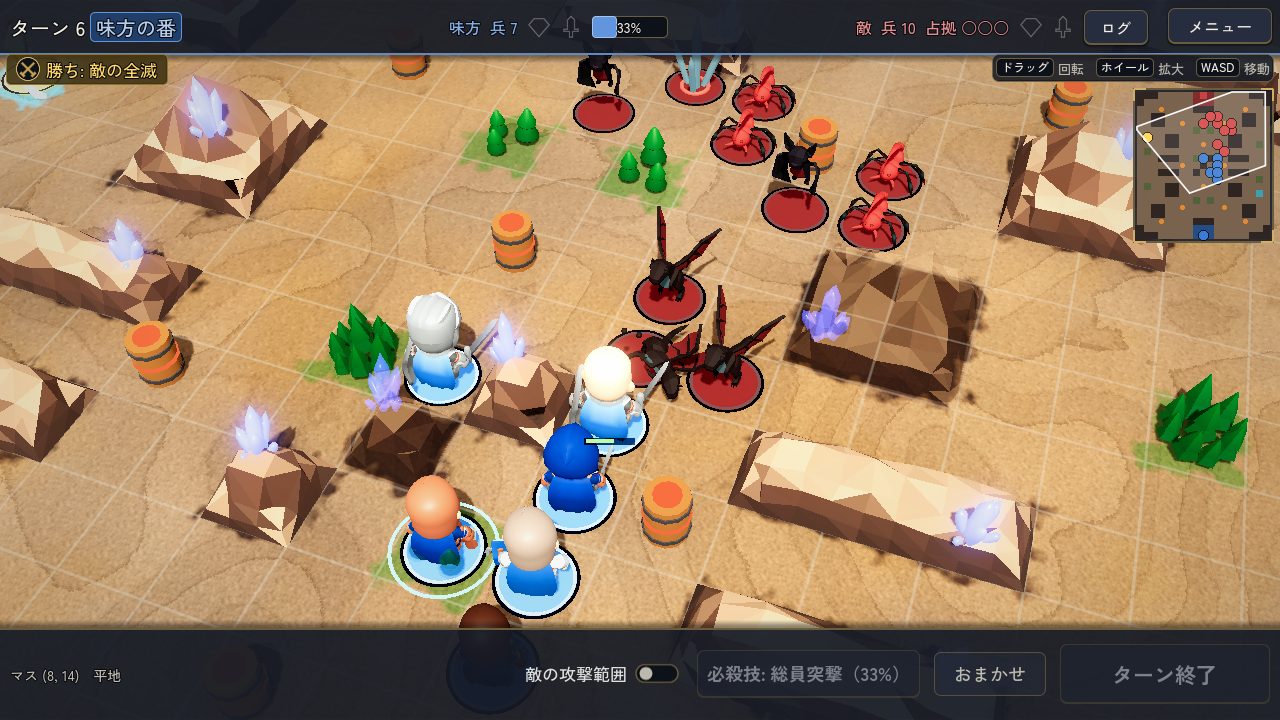 ターン 6 味方の番
味方 兵 7 33%
敵 兵 10 占拠 ○○○
ログ
メニュー
勝ち: 敵の全滅
ドラッグ 回転 ホイール 拡大 WASD 移動
マス (8, 14) 平地
敵の攻撃範囲
必殺技: 総員突撃（33%）
おまかせ
ターン終了